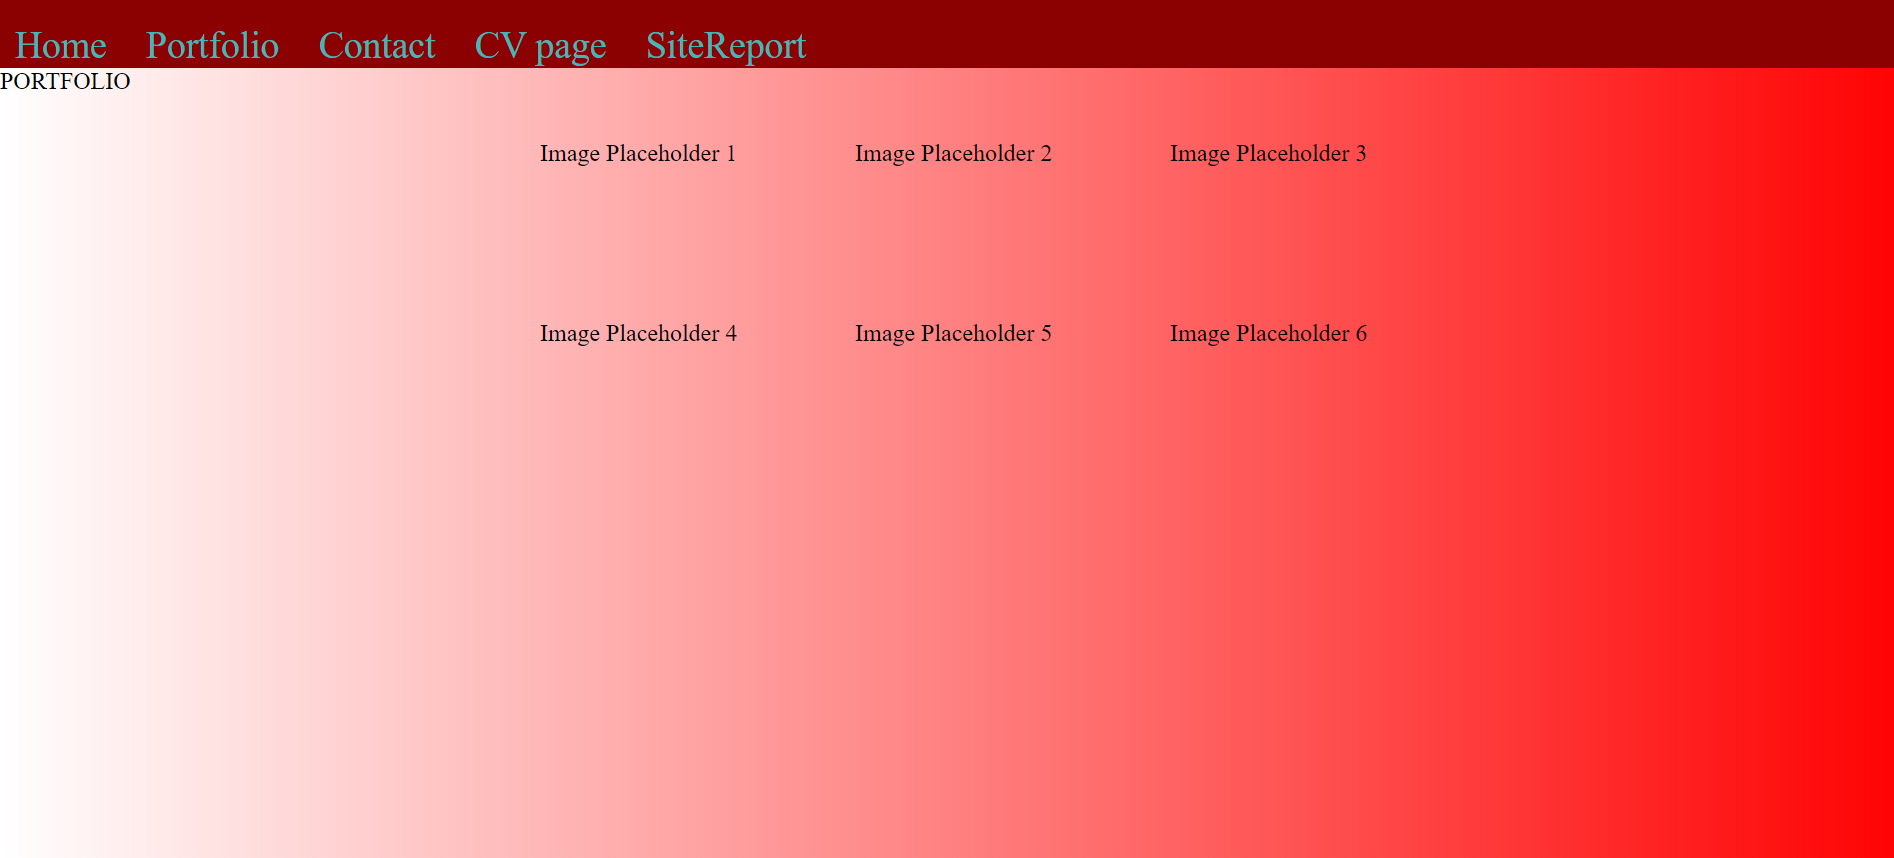 Home Portfolio Contact CV page SiteReport
PORTFOLIO
Image Placeholder 1 Image Placeholder 2 Image Placeholder 3
Image Placeholder 4 Image Placeholder 5 Image Placeholder 6